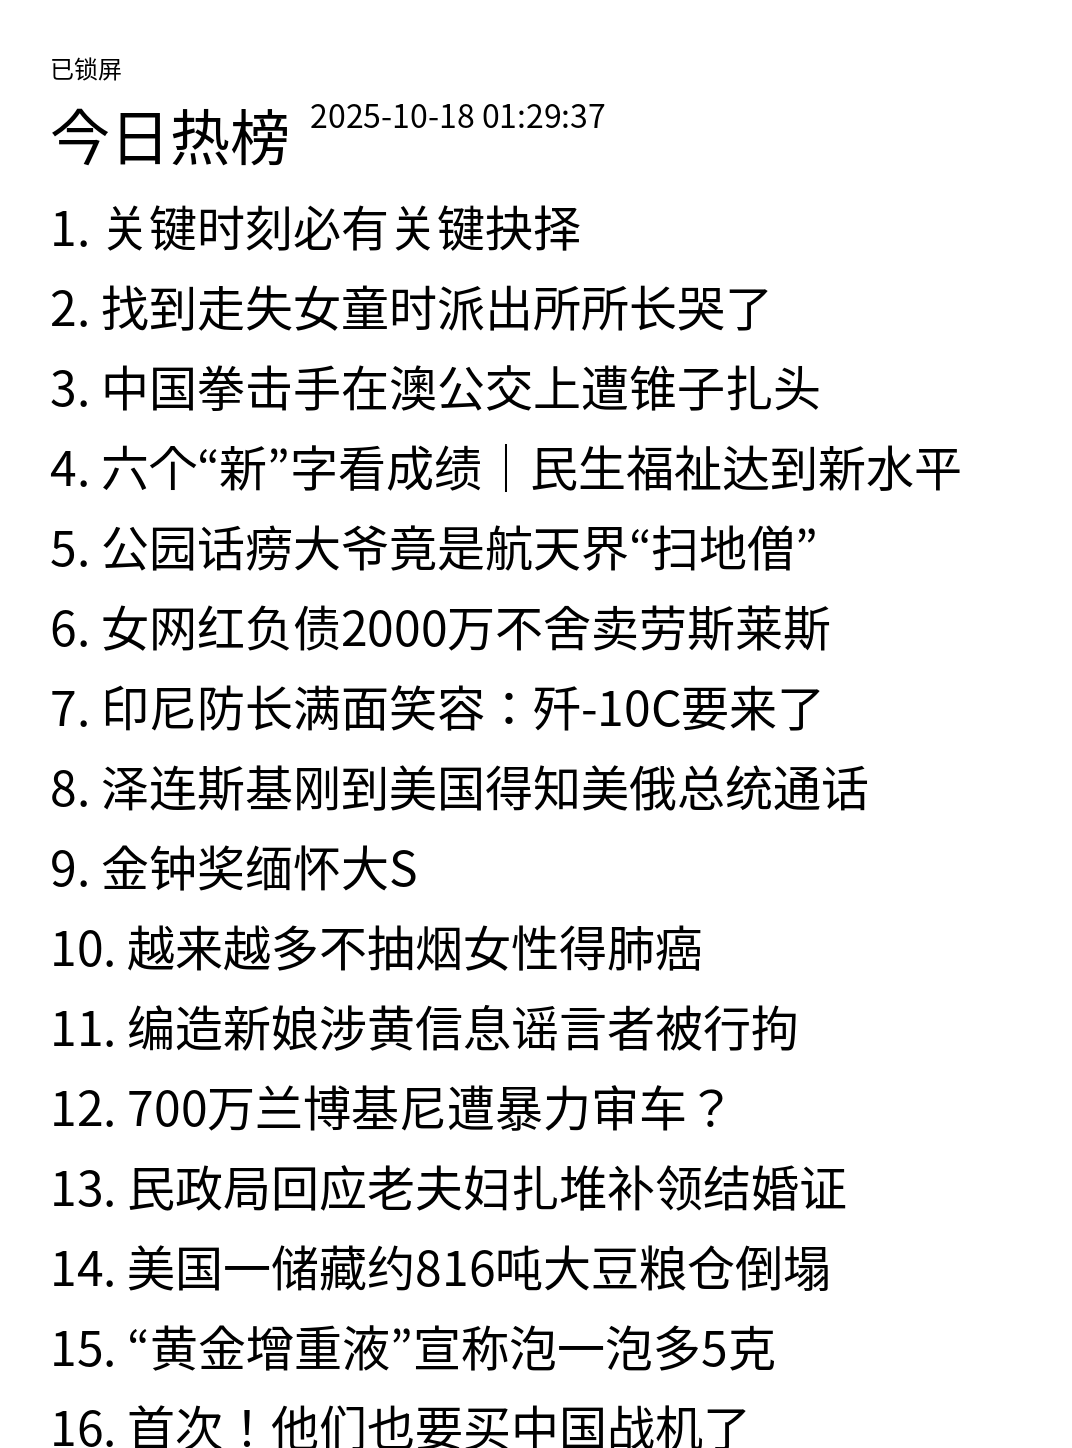 已锁屏
今日热榜 2025-10-18 01:29:37
1. 关键时刻必有关键抉择
2. 找到走失女童时派出所所长哭了
3. 中国拳击手在澳公交上遭锥子扎头
4. 六个“新”字看成绩｜民生福祉达到新水平
5. 公园话痨大爷竟是航天界“扫地僧”
6. 女网红负债2000万不舍卖劳斯莱斯
7. 印尼防长满面笑容：歼-10C要来了
8. 泽连斯基刚到美国得知美俄总统通话
9. 金钟奖缅怀大S
10. 越来越多不抽烟女性得肺癌
11. 编造新娘涉黄信息谣言者被行拘
12. 700万兰博基尼遭暴力审车？
13. 民政局回应老夫妇扎堆补领结婚证
14. 美国一储藏约816吨大豆粮仓倒塌
15. “黄金增重液”宣称泡一泡多5克
16. 首次！他们也要买中国战机了